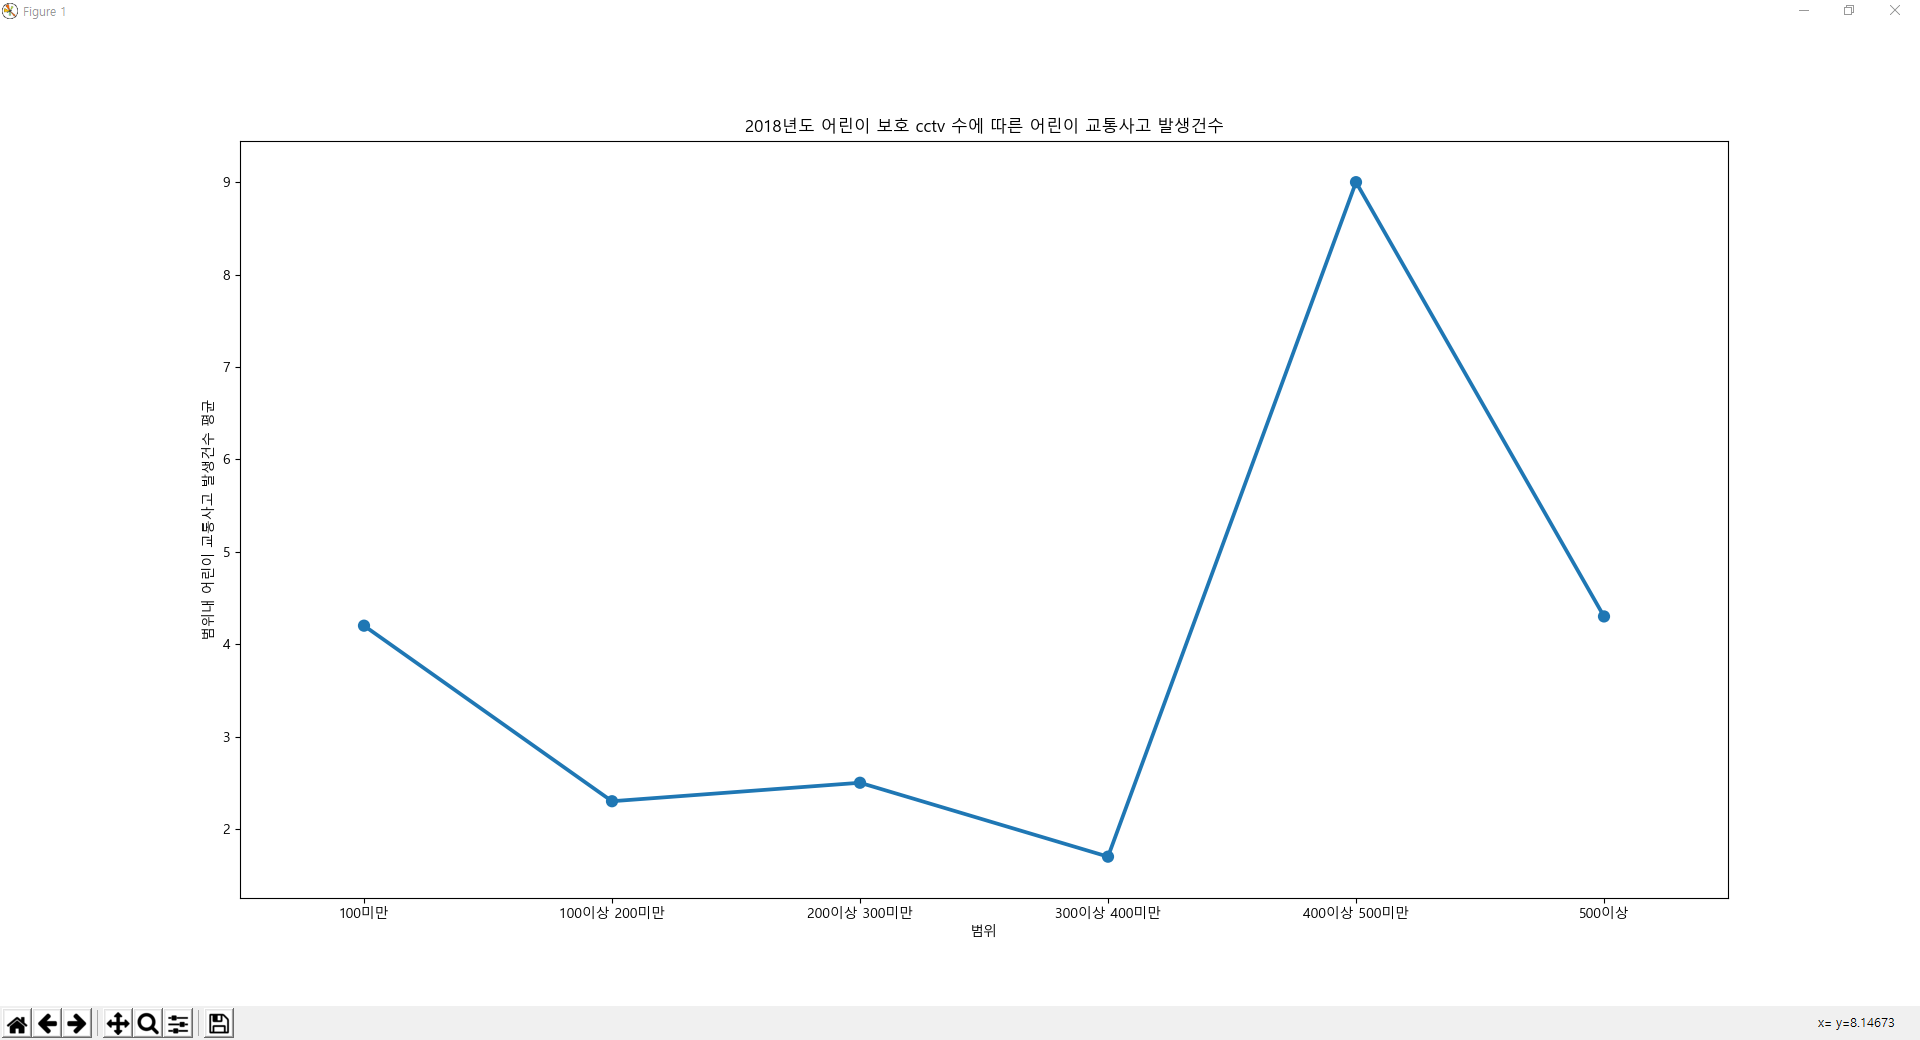 Figure 1
2018년도 어린이 보호 cctv 수에 따른 어린이 교통사고 발생건수
범위내 어린이 교통사고 발생건수 평균
9
8
7
6
5
4
3
2
100미만 100이상 200미만 200이상 300미만 300이상 400미만 400이상 500미만 500이상
범위
x= y=8.14673